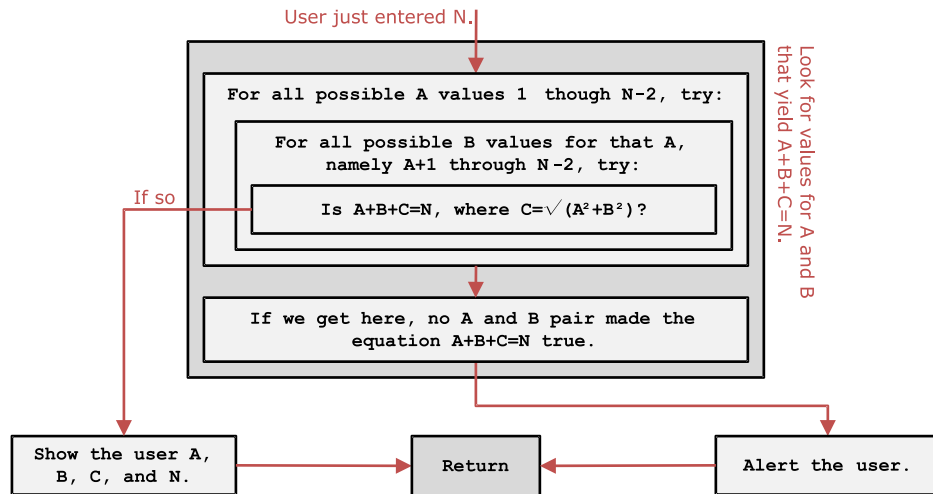 User just entered N.
For all possible A values 1 though N-2, try:
For all possible B values for that A,
namely A+1 through N-2, try:
Is A+B+C=N, where C=√(A²+B²)?
If so
Look for values for A and B
that yield A+B+C=N.
If we get here, no A and B pair made the
equation A+B+C=N true.
Show the user A,
B, C, and N.
Return
Alert the user.